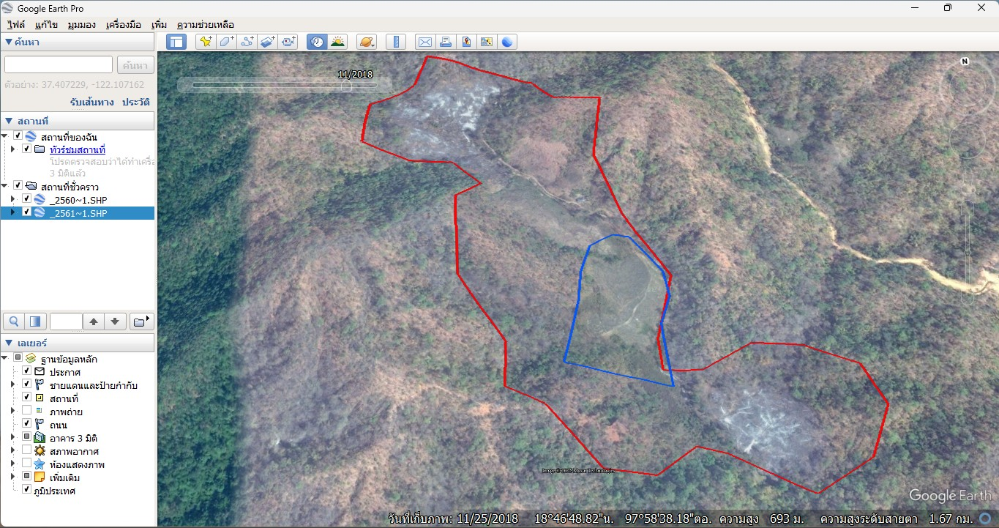 Google Earth Pro
ไฟล์ แก้ไข มุมมอง เครื่องมือ เพิ่ม ความช่วยเหลือ
ค้นหา
ค้นหา
ตัวอย่าง: 37.407229, -122.107162
รับเส้นทาง ประวัติ
สถานที่
สถานที่ของฉัน
ทัวร์ชมสถานที่
โปรดตรวจสอบว่าได้ทำเครื่อ
3 มิติแล้ว
สถานที่ชั่วคราว
_2560~1.SHP
_2561~1.SHP
เลเยอร์
ฐานข้อมูลหลัก
ประกาศ
ชายแดนและป้ายกำกับ
สถานที่
ภาพถ่าย
ถนน
อาคาร 3 มิติ
สภาพอากาศ
ห้องแสดงภาพ
เพิ่มเติม
ภูมิประเทศ
11/2018
N
Google Earth
วันที่เก็บภาพ: 11/25/2018 18°46'48.82"น. 97°58'38.18"ตอ. ความสูง 693 ม. ความสูงระดับสายตา 1.67 กม.